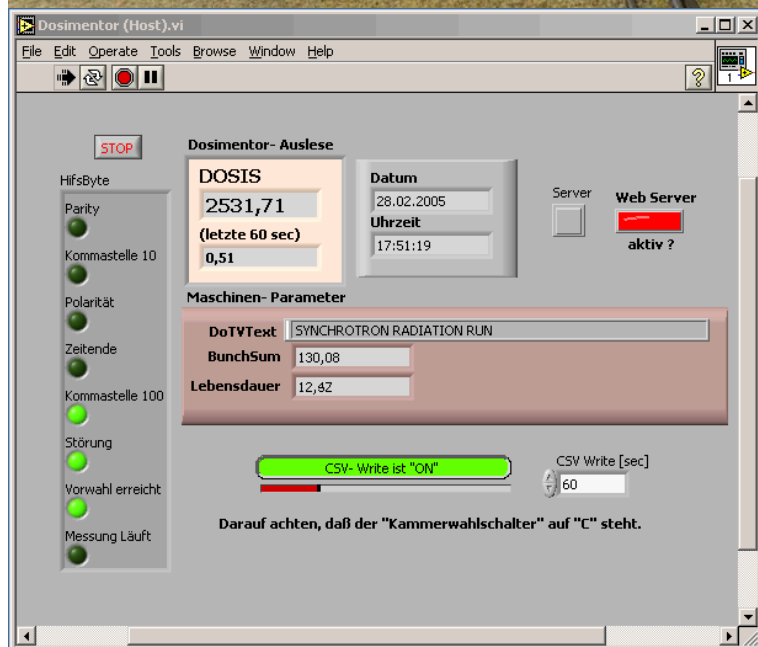 Dosimentor (Host).vi
File Edit Operate Tools Browse Window Help
?
1
STOP
Dosimentor- Auslese
DOSIS
2531,71
(letzte 60 sec)
0,51
Datum
28.02.2005
Uhrzeit
17:51:19
Server
Web Server
aktiv ?
HifsByte
Parity
Kommastelle 10
Polarität
Zeitende
Kommastelle 100
Störung
Vorwahl erreicht
Messung Läuft
Maschinen- Parameter
DoTVText SYNCHROTRON RADIATION RUN
BunchSum 130,08
Lebensdauer 12,42
CSV- Write ist "ON"
CSV Write [sec]
60
Darauf achten, daß der "Kammerwahlschalter" auf "C" steht.